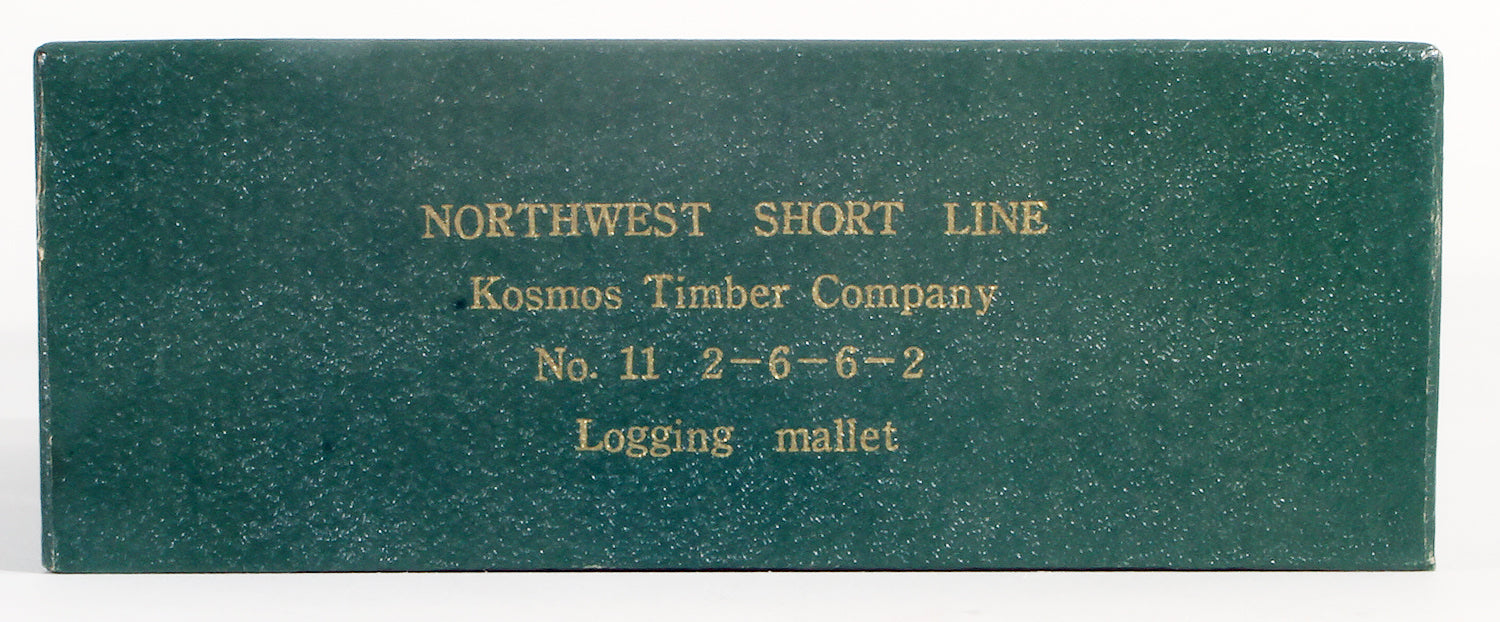 NORTHWEST SHORT LINE
Kosmos Timber Company
No. 11 2-6-6-2
Logging mallet